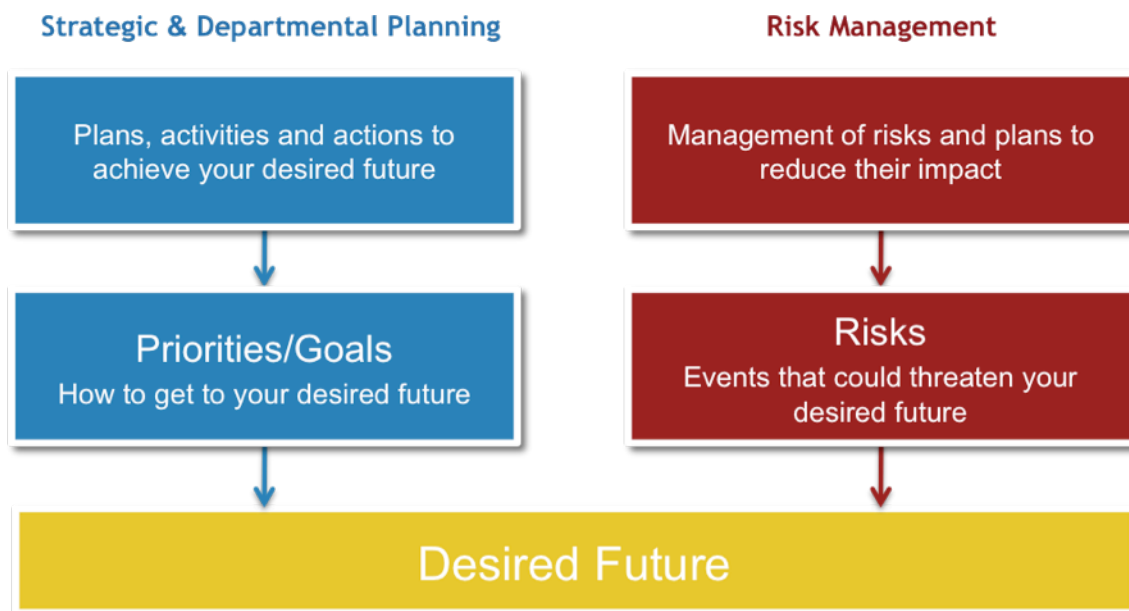 Strategic & Departmental Planning
Plans, activities and actions to
achieve your desired future
Priorities/Goals
How to get to your desired future
Risk Management
Management of risks and plans to
reduce their impact
Risks
Events that could threaten your
desired future
Desired Future